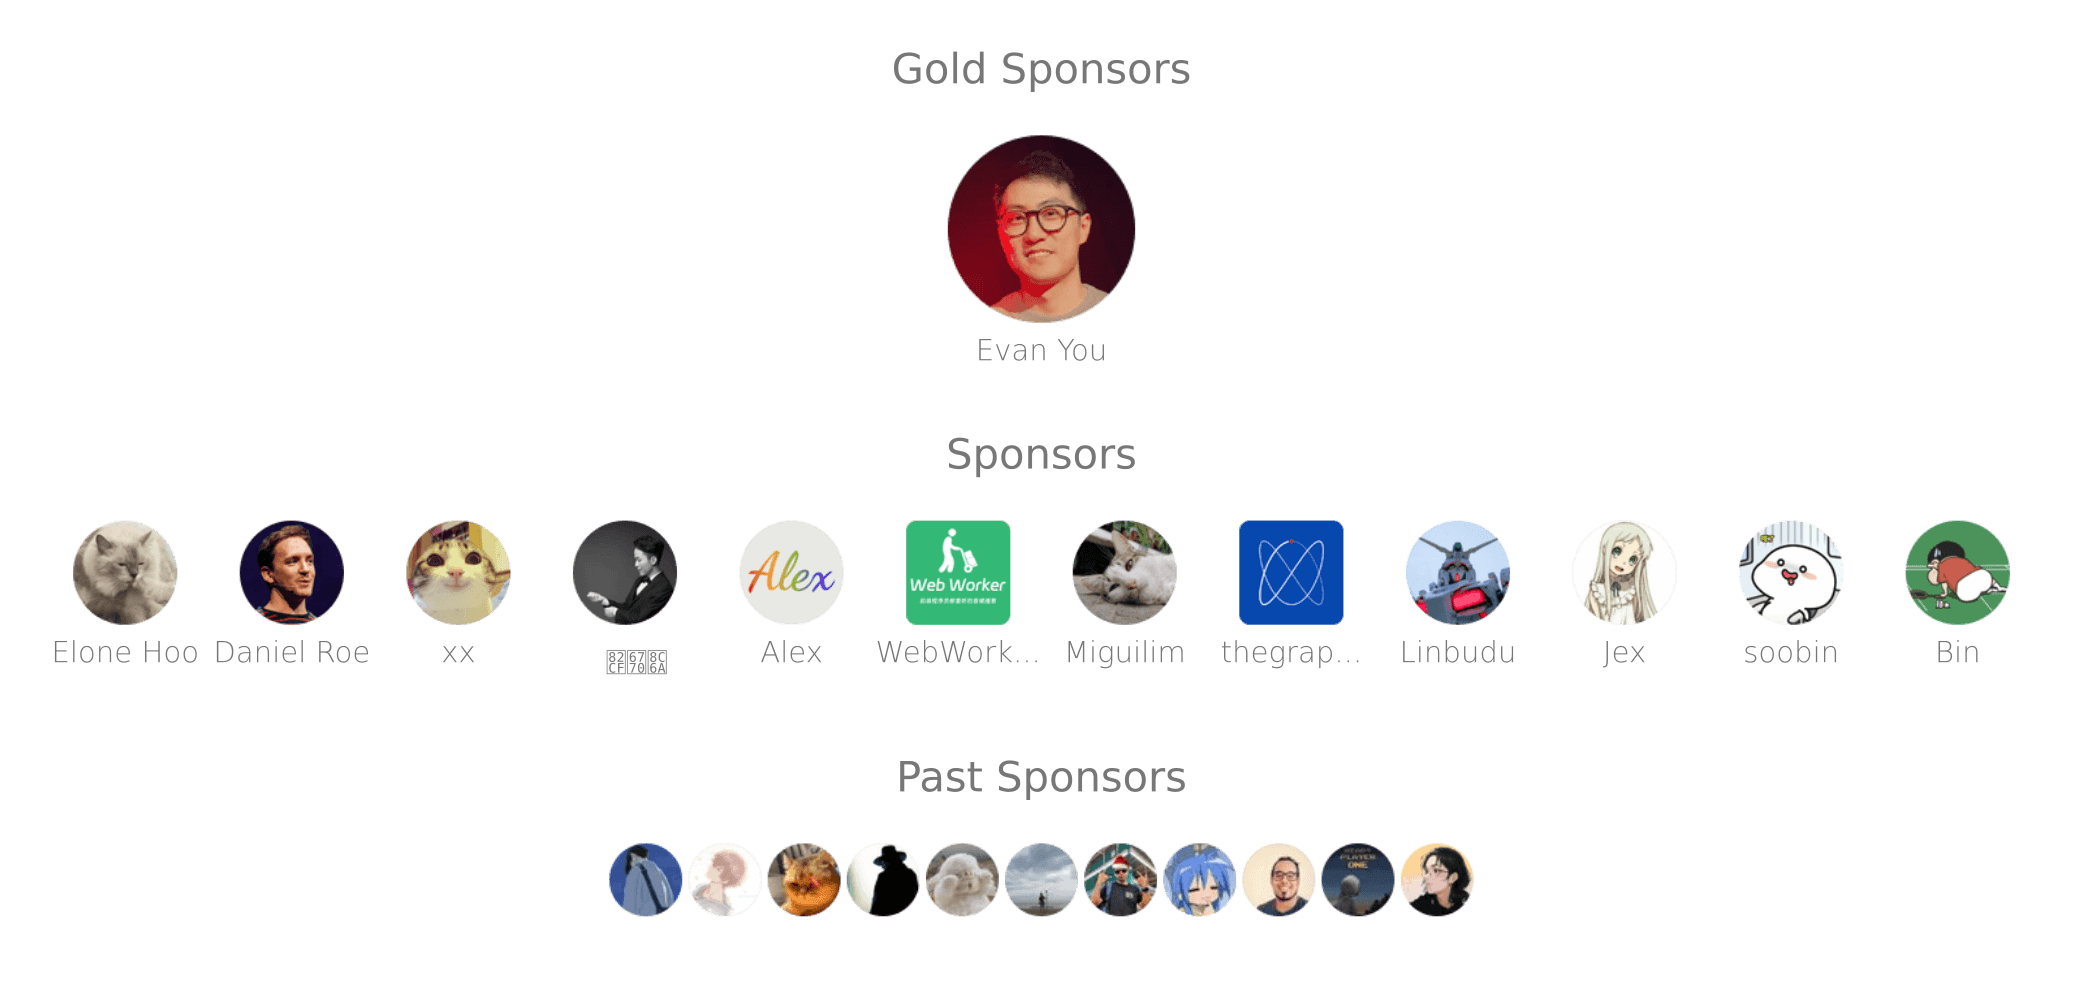 Gold Sponsors
Evan You
Sponsors
Alex
Web Worker
Elone Hoo
Daniel Roe
xx
Alex
WebWork...
Miguilim
thegrap...
Linbudu
Jex
soobin
Bin
Past Sponsors
READY
PLAYER
ONE